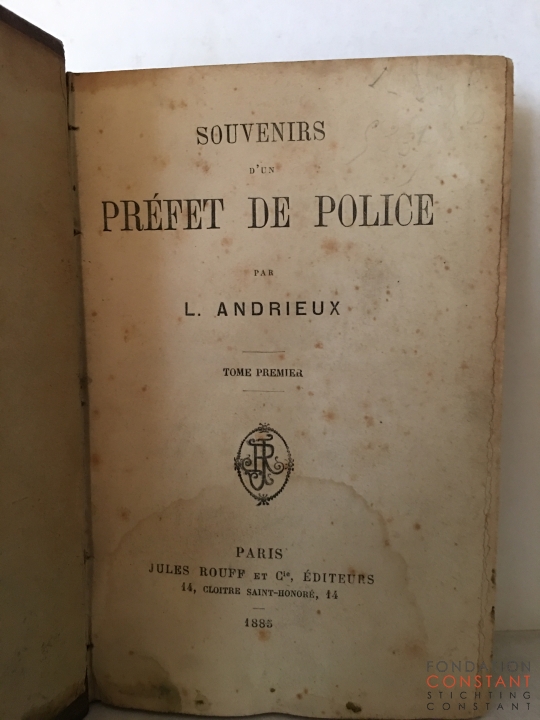 SOUVENIRS
D'UN
PRÉFET DE POLICE
PAR
L. ANDRIEUX
TOME PREMIER
JR
PARIS
JULES ROUFF ET Cie, ÉDITEURS
14, CLOITRE SAINT-HONORÉ, 14
1885
FONDATION
CONSTANT
STICHTING
CONSTANT